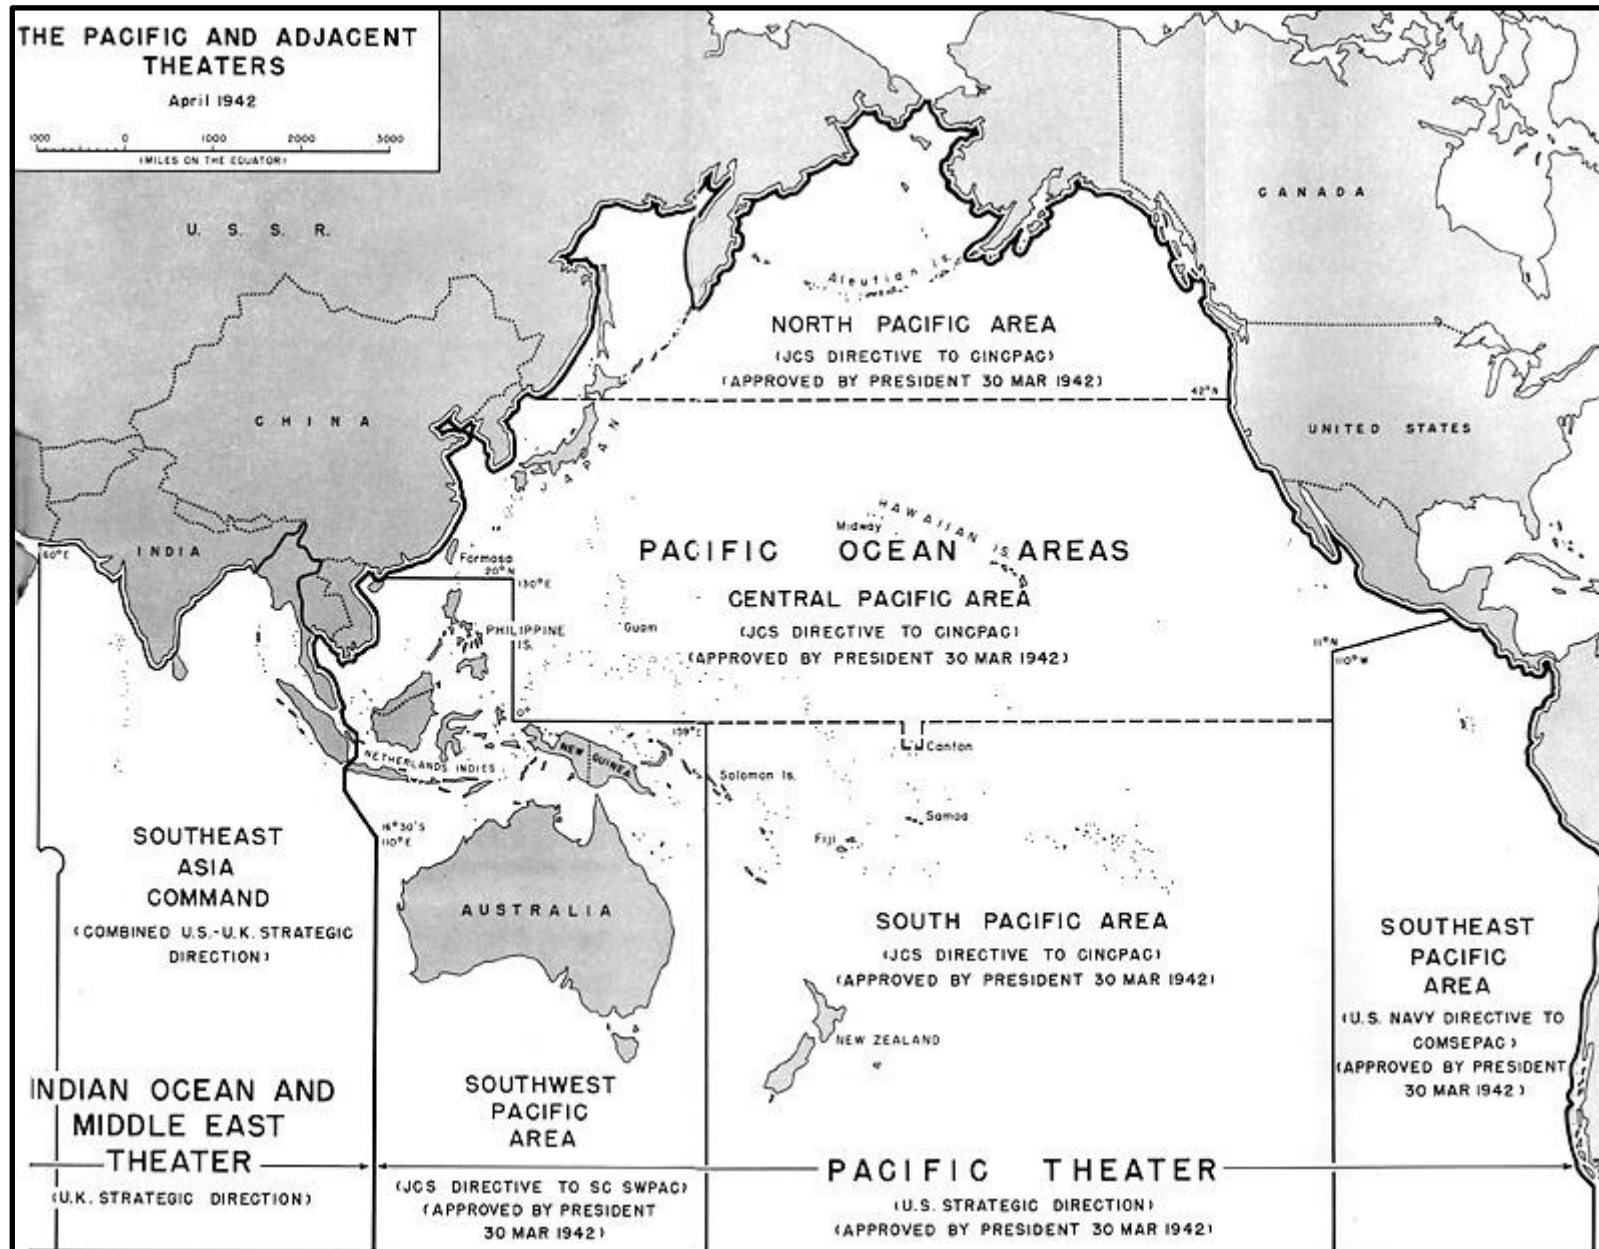 THE PACIFIC AND ADJACENT
THEATERS
April 1942
1000 0 1000 2000 3000
(MILES ON THE EQUATOR)
U. S. S. R.
CANADA
Aleutian Is.
NORTH PACIFIC AREA
(JCS DIRECTIVE TO CINCPAC)
(APPROVED BY PRESIDENT 30 MAR 1942)
42°N
CHINA
JAPAN
UNITED STATES
HAWAIIAN IS.
Midway
INDIA
60°E
Formosa
20°N
130°E
PACIFIC OCEAN AREAS
CENTRAL PACIFIC AREA
(JCS DIRECTIVE TO CINCPAC)
(APPROVED BY PRESIDENT 30 MAR 1942)
PHILIPPINE
IS.
Guam
11°N
110°W
0°
159°E
NETHERLANDS INDIES
NEW GUINEA
Canton
Solomon Is.
Samoa
Fiji
16°30'S
110°E
SOUTHEAST
ASIA
COMMAND
(COMBINED U.S.-U.K. STRATEGIC
DIRECTION)
AUSTRALIA
SOUTH PACIFIC AREA
(JCS DIRECTIVE TO CINCPAC)
(APPROVED BY PRESIDENT 30 MAR 1942)
SOUTHEAST
PACIFIC
AREA
(U.S. NAVY DIRECTIVE TO
COMSEPAC)
(APPROVED BY PRESIDENT
30 MAR 1942)
NEW ZEALAND
INDIAN OCEAN AND
MIDDLE EAST
THEATER
(U.K. STRATEGIC DIRECTION)
SOUTHWEST
PACIFIC
AREA
(JCS DIRECTIVE TO SC SWPAC)
(APPROVED BY PRESIDENT
30 MAR 1942)
PACIFIC THEATER
(U.S. STRATEGIC DIRECTION)
(APPROVED BY PRESIDENT 30 MAR 1942)